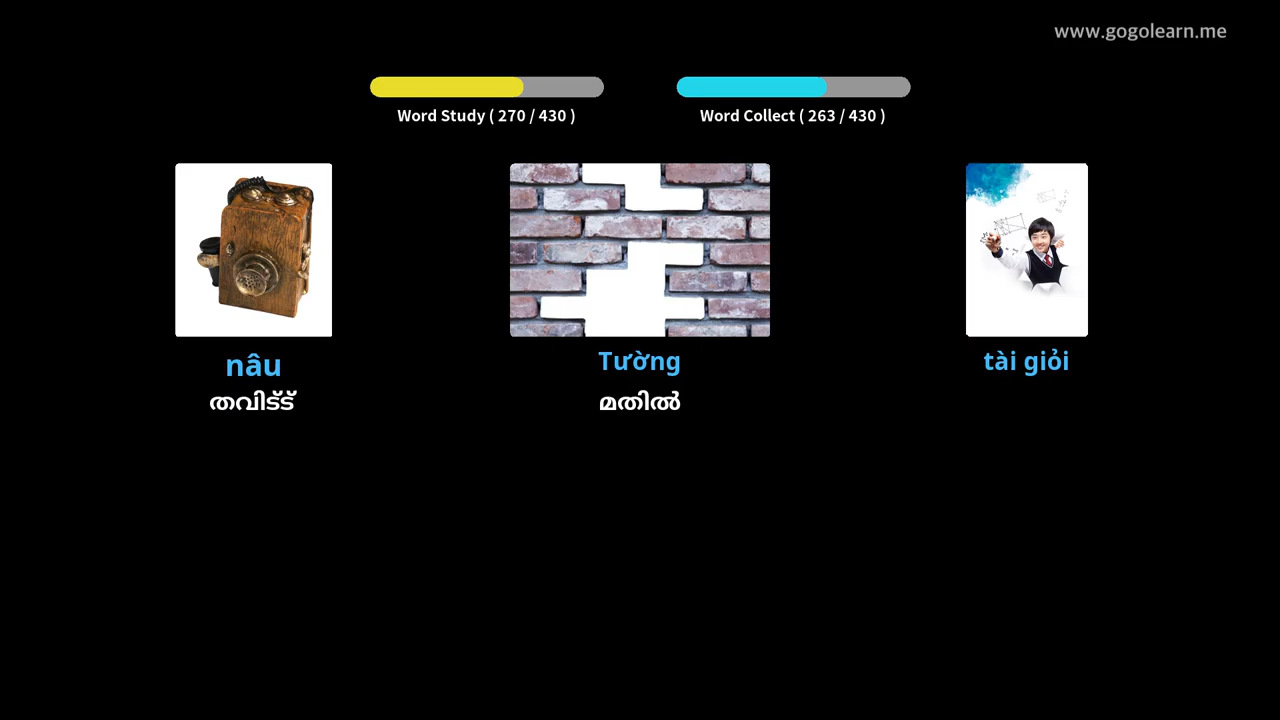 www.gogolearn.me
Word Study ( 270 / 430 )
Word Collect ( 263 / 430 )
nâu
Tường
tài giỏi
തവിട്ട്
മതിൽ